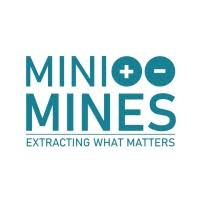 MINI + −
MINES
EXTRACTING WHAT MATTERS